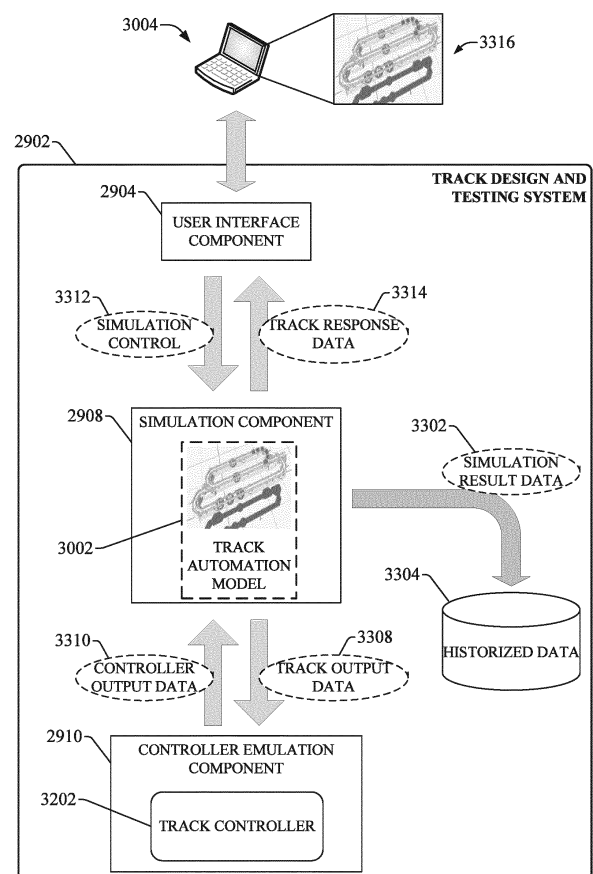 3004
3316
2902
TRACK DESIGN AND
TESTING SYSTEM
2904
USER INTERFACE
COMPONENT
3312
SIMULATION
CONTROL
3314
TRACK RESPONSE
DATA
2908
SIMULATION COMPONENT
3002
TRACK
AUTOMATION
MODEL
3302
SIMULATION
RESULT DATA
3304
HISTORIZED DATA
3310
CONTROLLER
OUTPUT DATA
3308
TRACK OUTPUT
DATA
2910
CONTROLLER EMULATION
COMPONENT
3202
TRACK CONTROLLER